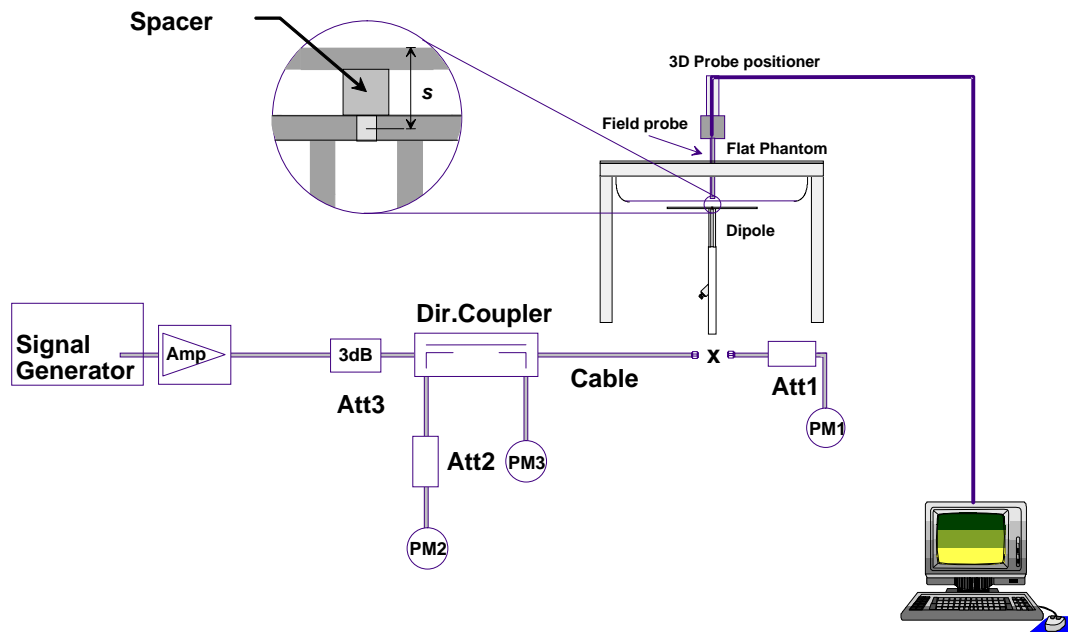 Spacer
s
3D Probe positioner
Field probe
Flat Phantom
Dipole
Dir.Coupler
Signal
Generator
Amp
3dB
Att3
Cable
x
Att1
PM1
Att2
PM3
PM2